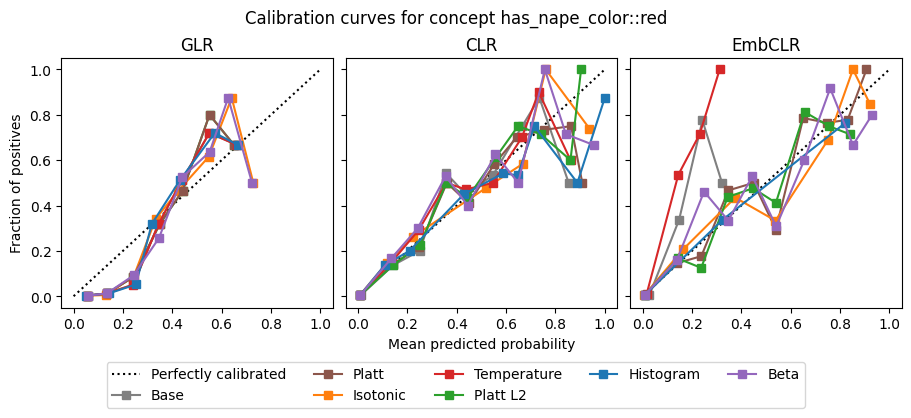 Calibration curves for concept has_nape_color::red
GLR
CLR
EmbCLR
Fraction of positives
1.0
0.8
0.6
0.4
0.2
0.0
0.0 0.2 0.4 0.6 0.8 1.0
0.0 0.2 0.4 0.6 0.8 1.0
0.0 0.2 0.4 0.6 0.8 1.0
Mean predicted probability
Perfectly calibrated
Base
Platt
Isotonic
Temperature
Platt L2
Histogram
Beta